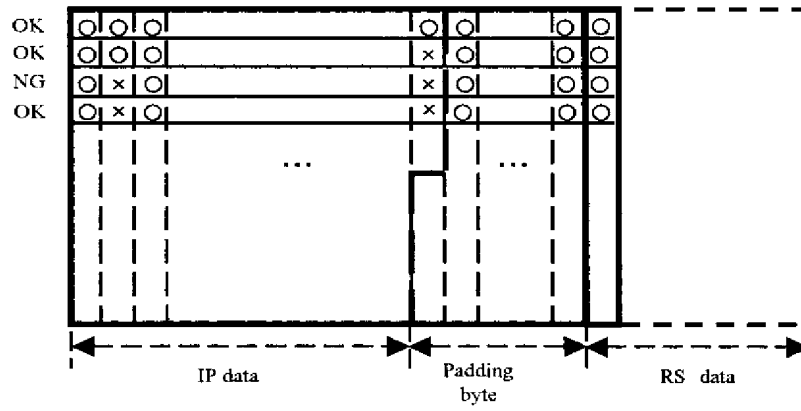 OK
OK
NG
OK
○ ○ ○ ○ ○ ○
○ ○ ○ × ○ ○ ○
○ × ○ × ○ ○ ○
○ × ○ × ○ ○ ○
... ...
IP data
Padding
byte
RS data